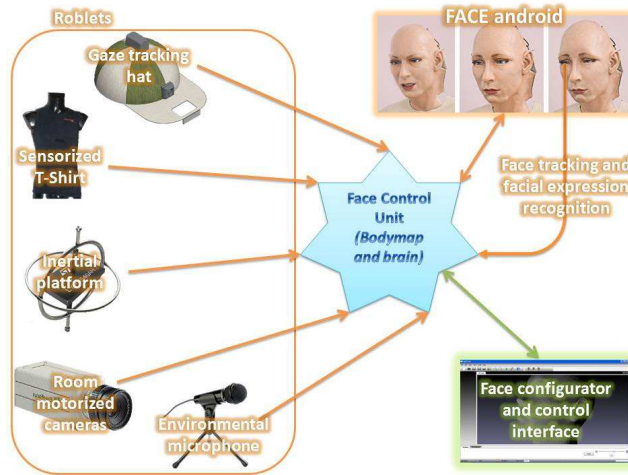 Roblets
Gaze tracking
hat
Sensorized
T-Shirt
Inertial
platform
Room
motorized
cameras
Environmental
microphone
Face Control
Unit
(Bodymap
and brain)
FACE android
Face tracking and
facial expression
recognition
Face configurator
and control
interface